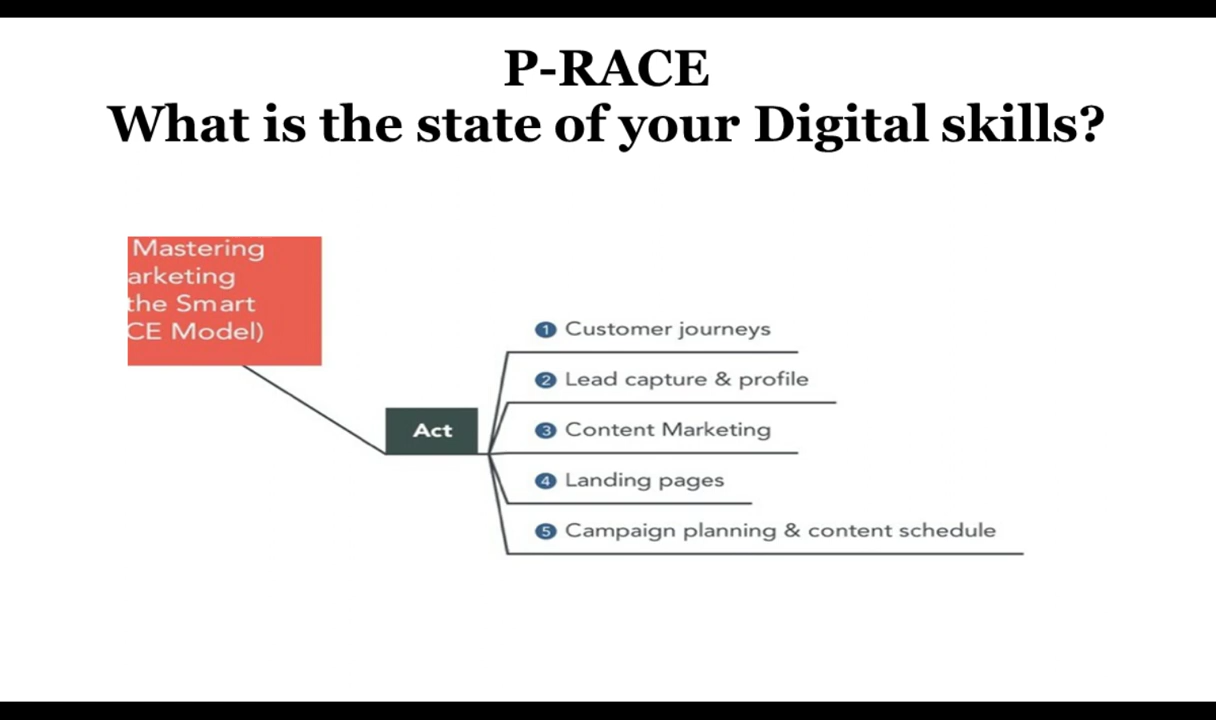 P-RACE
What is the state of your Digital skills?
Mastering
arketing
the Smart
CE Model)
Act
1 Customer journeys
2 Lead capture & profile
3 Content Marketing
4 Landing pages
5 Campaign planning & content schedule